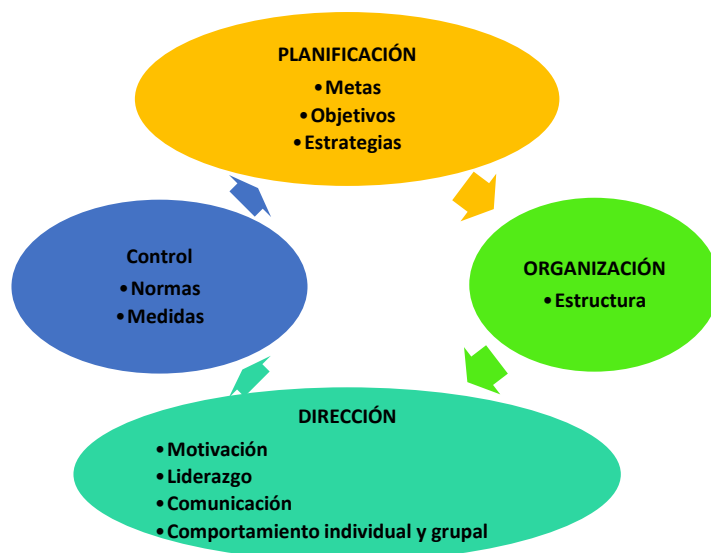 PLANIFICACIÓN
•Metas
•Objetivos
•Estrategias
ORGANIZACIÓN
•Estructura
DIRECCIÓN
•Motivación
•Liderazgo
•Comunicación
•Comportamiento individual y grupal
Control
•Normas
•Medidas